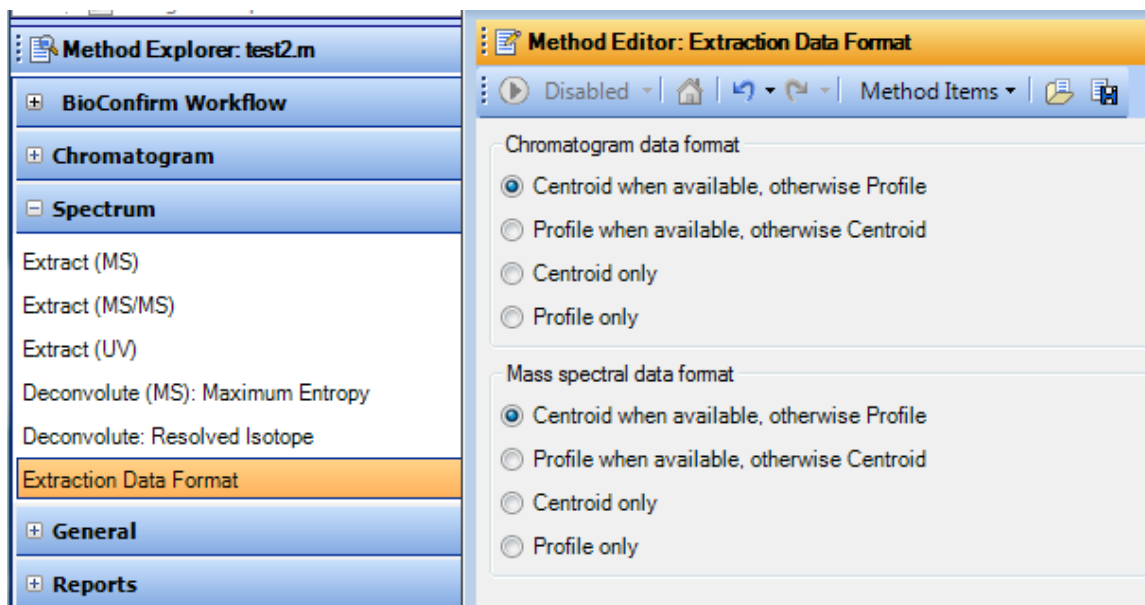 Method Explorer: test2.m
BioConfirm Workflow
Chromatogram
Spectrum
Extract (MS)
Extract (MS/MS)
Extract (UV)
Deconvolute (MS): Maximum Entropy
Deconvolute: Resolved Isotope
Extraction Data Format
General
Reports
Method Editor: Extraction Data Format
Disabled
Method Items
Chromatogram data format
Centroid when available, otherwise Profile
Profile when available, otherwise Centroid
Centroid only
Profile only
Mass spectral data format
Centroid when available, otherwise Profile
Profile when available, otherwise Centroid
Centroid only
Profile only